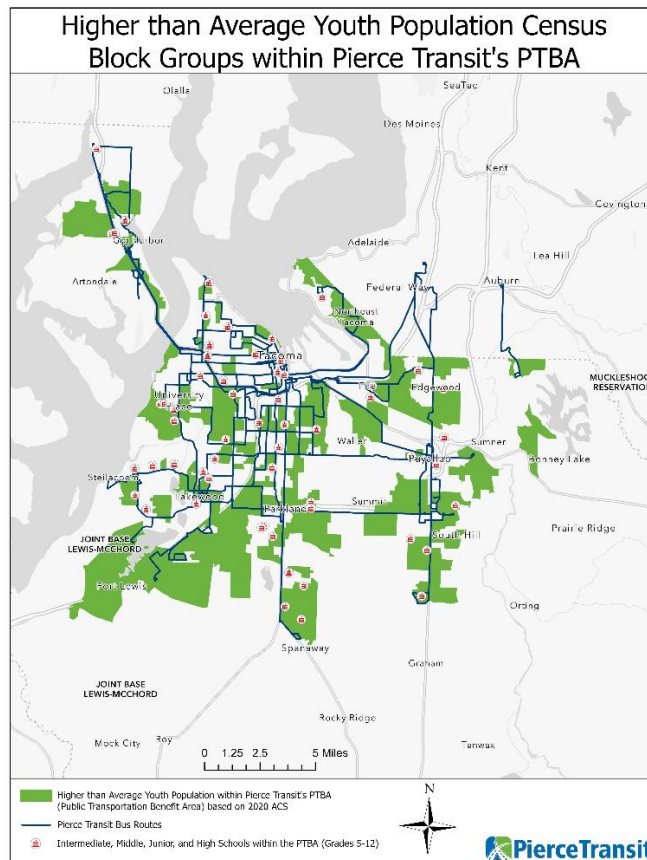 Higher than Average Youth Population Census
Block Groups within Pierce Transit's PTBA
Olalla
SeaTac
Des Moines
Kent
Covington
Lea Hill
Adelaide
Federal Way
Auburn
Gig Harbor
Artondale
Northeast
Tacoma
Tacoma
MUCKLESHOOT
RESERVATION
Fife
Edgewood
University
Place
Waller
Sumner
Bonney Lake
Puyallup
Steilacoom
Lakewood
Summit
Parkland
Prairie Ridge
JOINT BASE
LEWIS-MCCHORD
South Hill
Fort Lewis
Orting
Spanaway
Graham
JOINT BASE
LEWIS-MCCHORD
Rocky Ridge
Mock City
Roy
Tanwax
0 1.25 2.5 5 Miles
Higher than Average Youth Population within Pierce Transit's PTBA
(Public Transportation Benefit Area) based on 2020 ACS
Pierce Transit Bus Routes
Intermediate, Middle, Junior, and High Schools within the PTBA (Grades 5-12)
N
PierceTransit